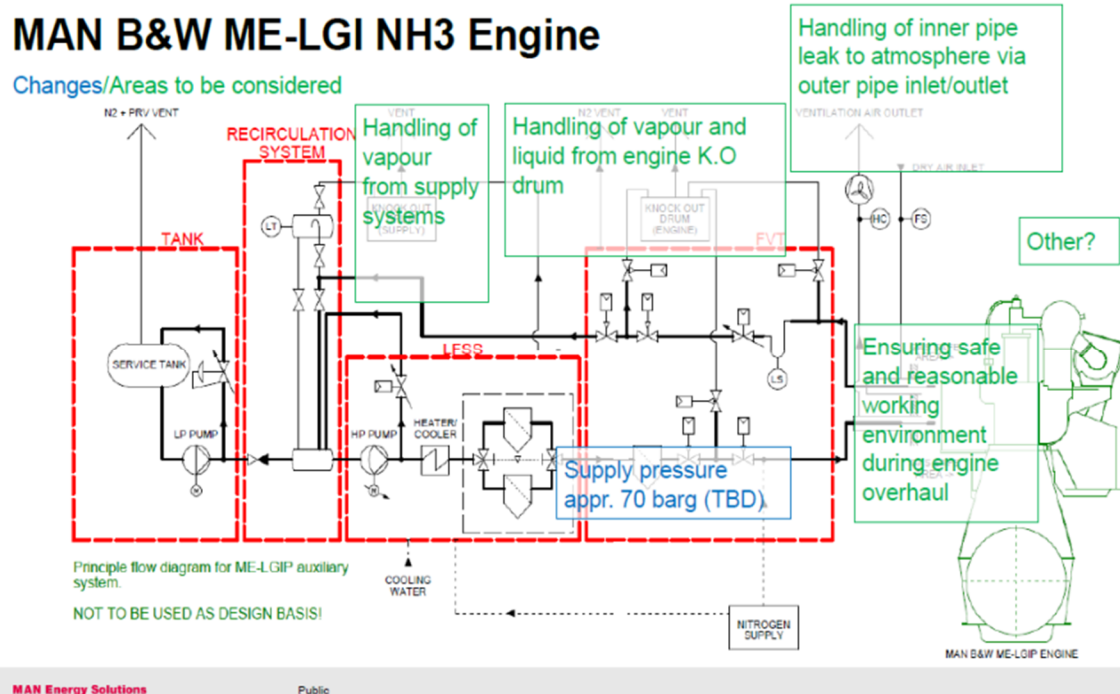 MAN B&W ME-LGI NH3 Engine
Changes/Areas to be considered
N2 + PRV VENT
RECIRCULATION
SYSTEM
VENT
Handling of
vapour
from supply
systems
KNOCK OUT
(SUPPLY)
N2 VENT
VENT
Handling of vapour and
liquid from engine K.O
drum
KNOCK OUT
DRUM
(ENGINE)
Handling of inner pipe
leak to atmosphere via
outer pipe inlet/outlet
VENTILATION AIR OUTLET
DRY AIR INLET
HC
FS
Other?
LT
TANK
FVT
SERVICE TANK
LFSS
LS
LP PUMP
M
HP PUMP
M
HEATER/
COOLER
Supply pressure
appr. 70 barg (TBD)
Ensuring safe
and reasonable
working
environment
during engine
overhaul
AREA
Principle flow diagram for ME-LGIP auxiliary
system.
NOT TO BE USED AS DESIGN BASIS!
COOLING
WATER
NITROGEN
SUPPLY
MAN B&W ME-LGIP ENGINE
MAN Energy Solutions
Public